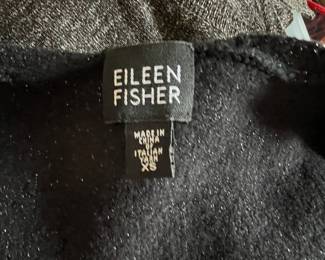 EILEEN
FISHER
MADE IN
CHINA
ITALIAN
YARN
XS